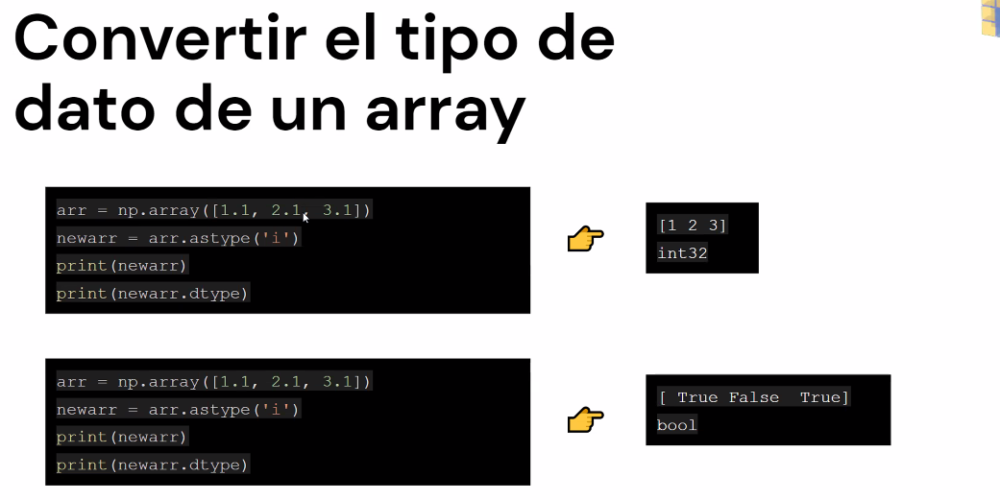 Convertir el tipo de
dato de un array
arr = np.array([1.1, 2.1, 3.1])
newarr = arr.astype('i')
print(newarr)
print(newarr.dtype)
[1 2 3]
int32
arr = np.array([1.1, 2.1, 3.1])
newarr = arr.astype('i')
print(newarr)
print(newarr.dtype)
[ True False  True]
bool